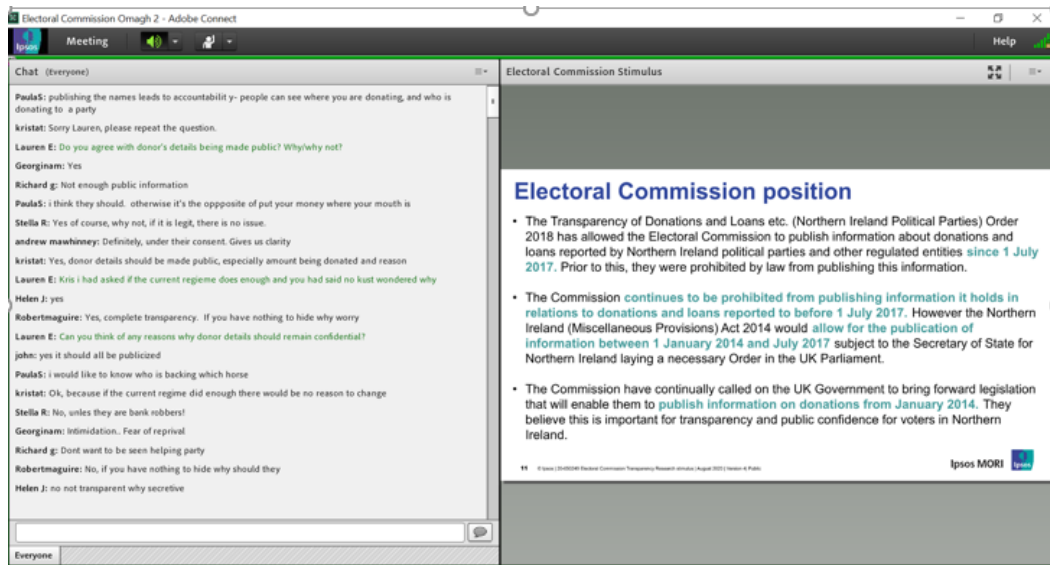 Electoral Commission Omagh 2 - Adobe Connect
Ipsos
Meeting
Help
Chat (Everyone)
PaulaS: publishing the names leads to accountabilit y- people can see where you are donating, and who is
donating to a party
kristat: Sorry Lauren, please repeat the question.
Lauren E: Do you agree with donor's details being made public? Why/why not?
Georginam: Yes
Richard g: Not enough public information
PaulaS: i think they should. otherwise it's the oppposite of put your money where your mouth is
Stella R: Yes of course, why not, if it is legit, there is no issue.
andrew mawhinney: Definitely, under their consent. Gives us clarity
kristat: Yes, donor details should be made public, especially amount being donated and reason
Lauren E: Kris i had asked if the current regieme does enough and you had said no kust wondered why
Helen J: yes
Robertmaguire: Yes, complete transparency. If you have nothing to hide why worry
Lauren E: Can you think of any reasons why donor details should remain confidential?
john: yes it should all be publicized
PaulaS: i would like to know who is backing which horse
kristat: Ok, because if the current regime did enough there would be no reason to change
Stella R: No, unles they are bank robbers!
Georginam: Intimidation.. Fear of reprival
Richard g: Dont want to be seen helping party
Robertmaguire: No, if you have nothing to hide why should they
Helen J: no not transparent why secretive
Everyone
Electoral Commission Stimulus
Electoral Commission position
• The Transparency of Donations and Loans etc. (Northern Ireland Political Parties) Order
2018 has allowed the Electoral Commission to publish information about donations and
loans reported by Northern Ireland political parties and other regulated entities since 1 July
2017. Prior to this, they were prohibited by law from publishing this information.
• The Commission continues to be prohibited from publishing information it holds in
relations to donations and loans reported to before 1 July 2017. However the Northern
Ireland (Miscellaneous Provisions) Act 2014 would allow for the publication of
information between 1 January 2014 and July 2017 subject to the Secretary of State for
Northern Ireland laying a necessary Order in the UK Parliament.
• The Commission have continually called on the UK Government to bring forward legislation
that will enable them to publish information on donations from January 2014. They
believe this is important for transparency and public confidence for voters in Northern
Ireland.
11 © Ipsos | Electoral Commission Transparency Research stimulus | August | Version | Public
Ipsos MORI
Ipsos